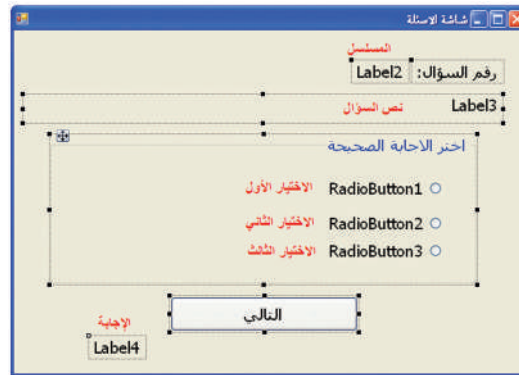 شاشة الاسئلة
المسلسل
رقم السؤال: Label2
Label3 نص السؤال
اختر الاجابة الصحيحة
RadioButton1 الاختيار الأول
RadioButton2 الاختيار الثاني
RadioButton3 الاختيار الثالث
التالي
الإجابة
Label4